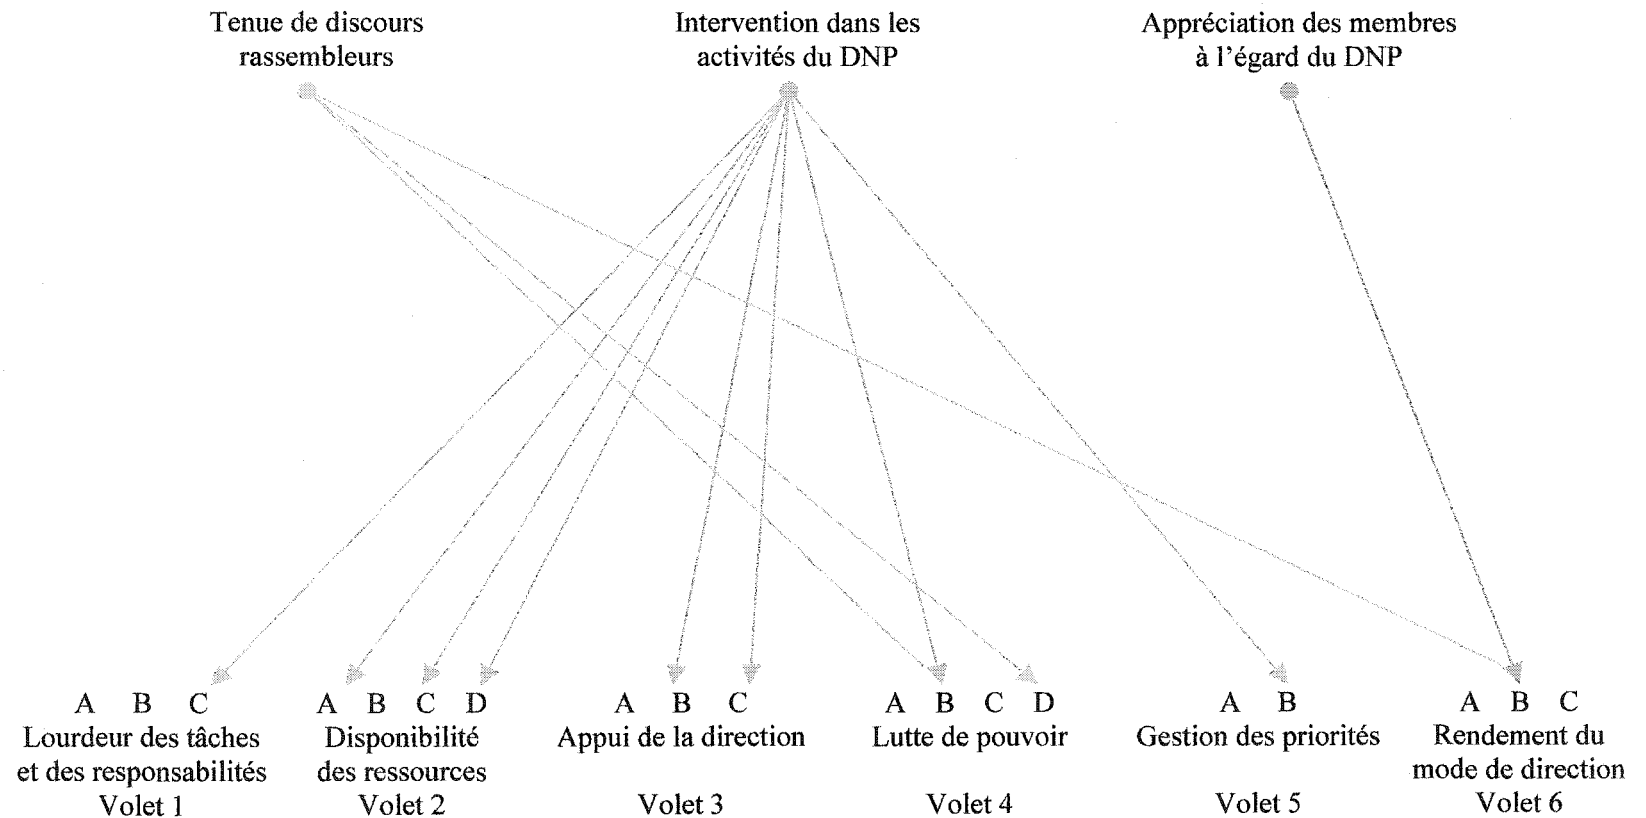 Tenue de discours
rassembleurs
Intervention dans les
activités du DNP
Appréciation des membres
à l'égard du DNP
A B C
Lourdeur des tâches
et des responsabilités
Volet 1
A B C D
Disponibilité
des ressources
Volet 2
A B C
Appui de la direction
Volet 3
A B C D
Lutte de pouvoir
Volet 4
A B
Gestion des priorités
Volet 5
A B C
Rendement du
mode de direction
Volet 6